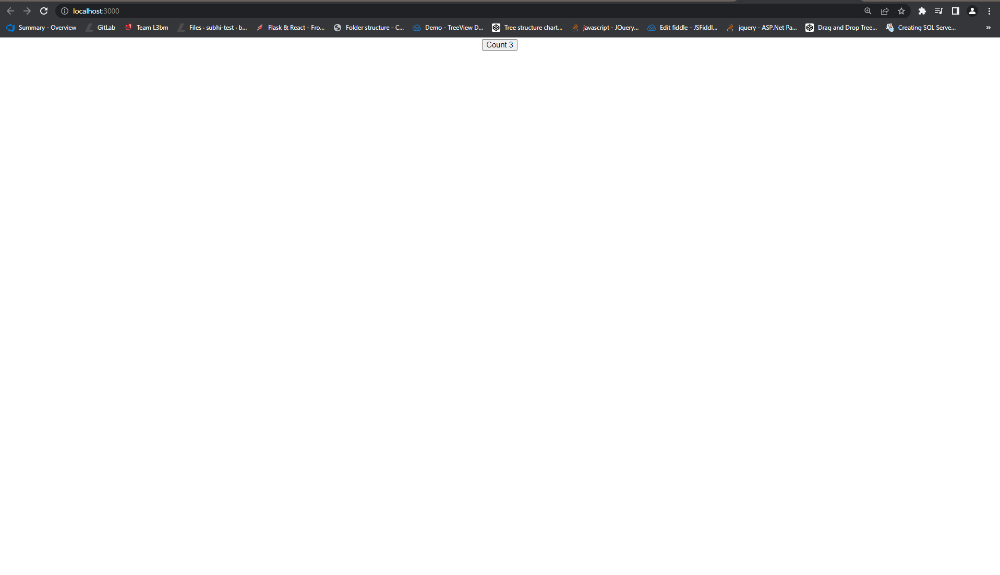 localhost:3000
Summary - Overview GitLab 1 Team L3bm Files · subhi-test · b... Flask & React - Fro... Folder structure - C... Demo - TreeView D... Tree structure chart... javascript - JQuery... Edit fiddle - JSFiddl... jquery - ASP.Net Pa... Drag and Drop Tree... Creating SQL Serve... »
Count 3